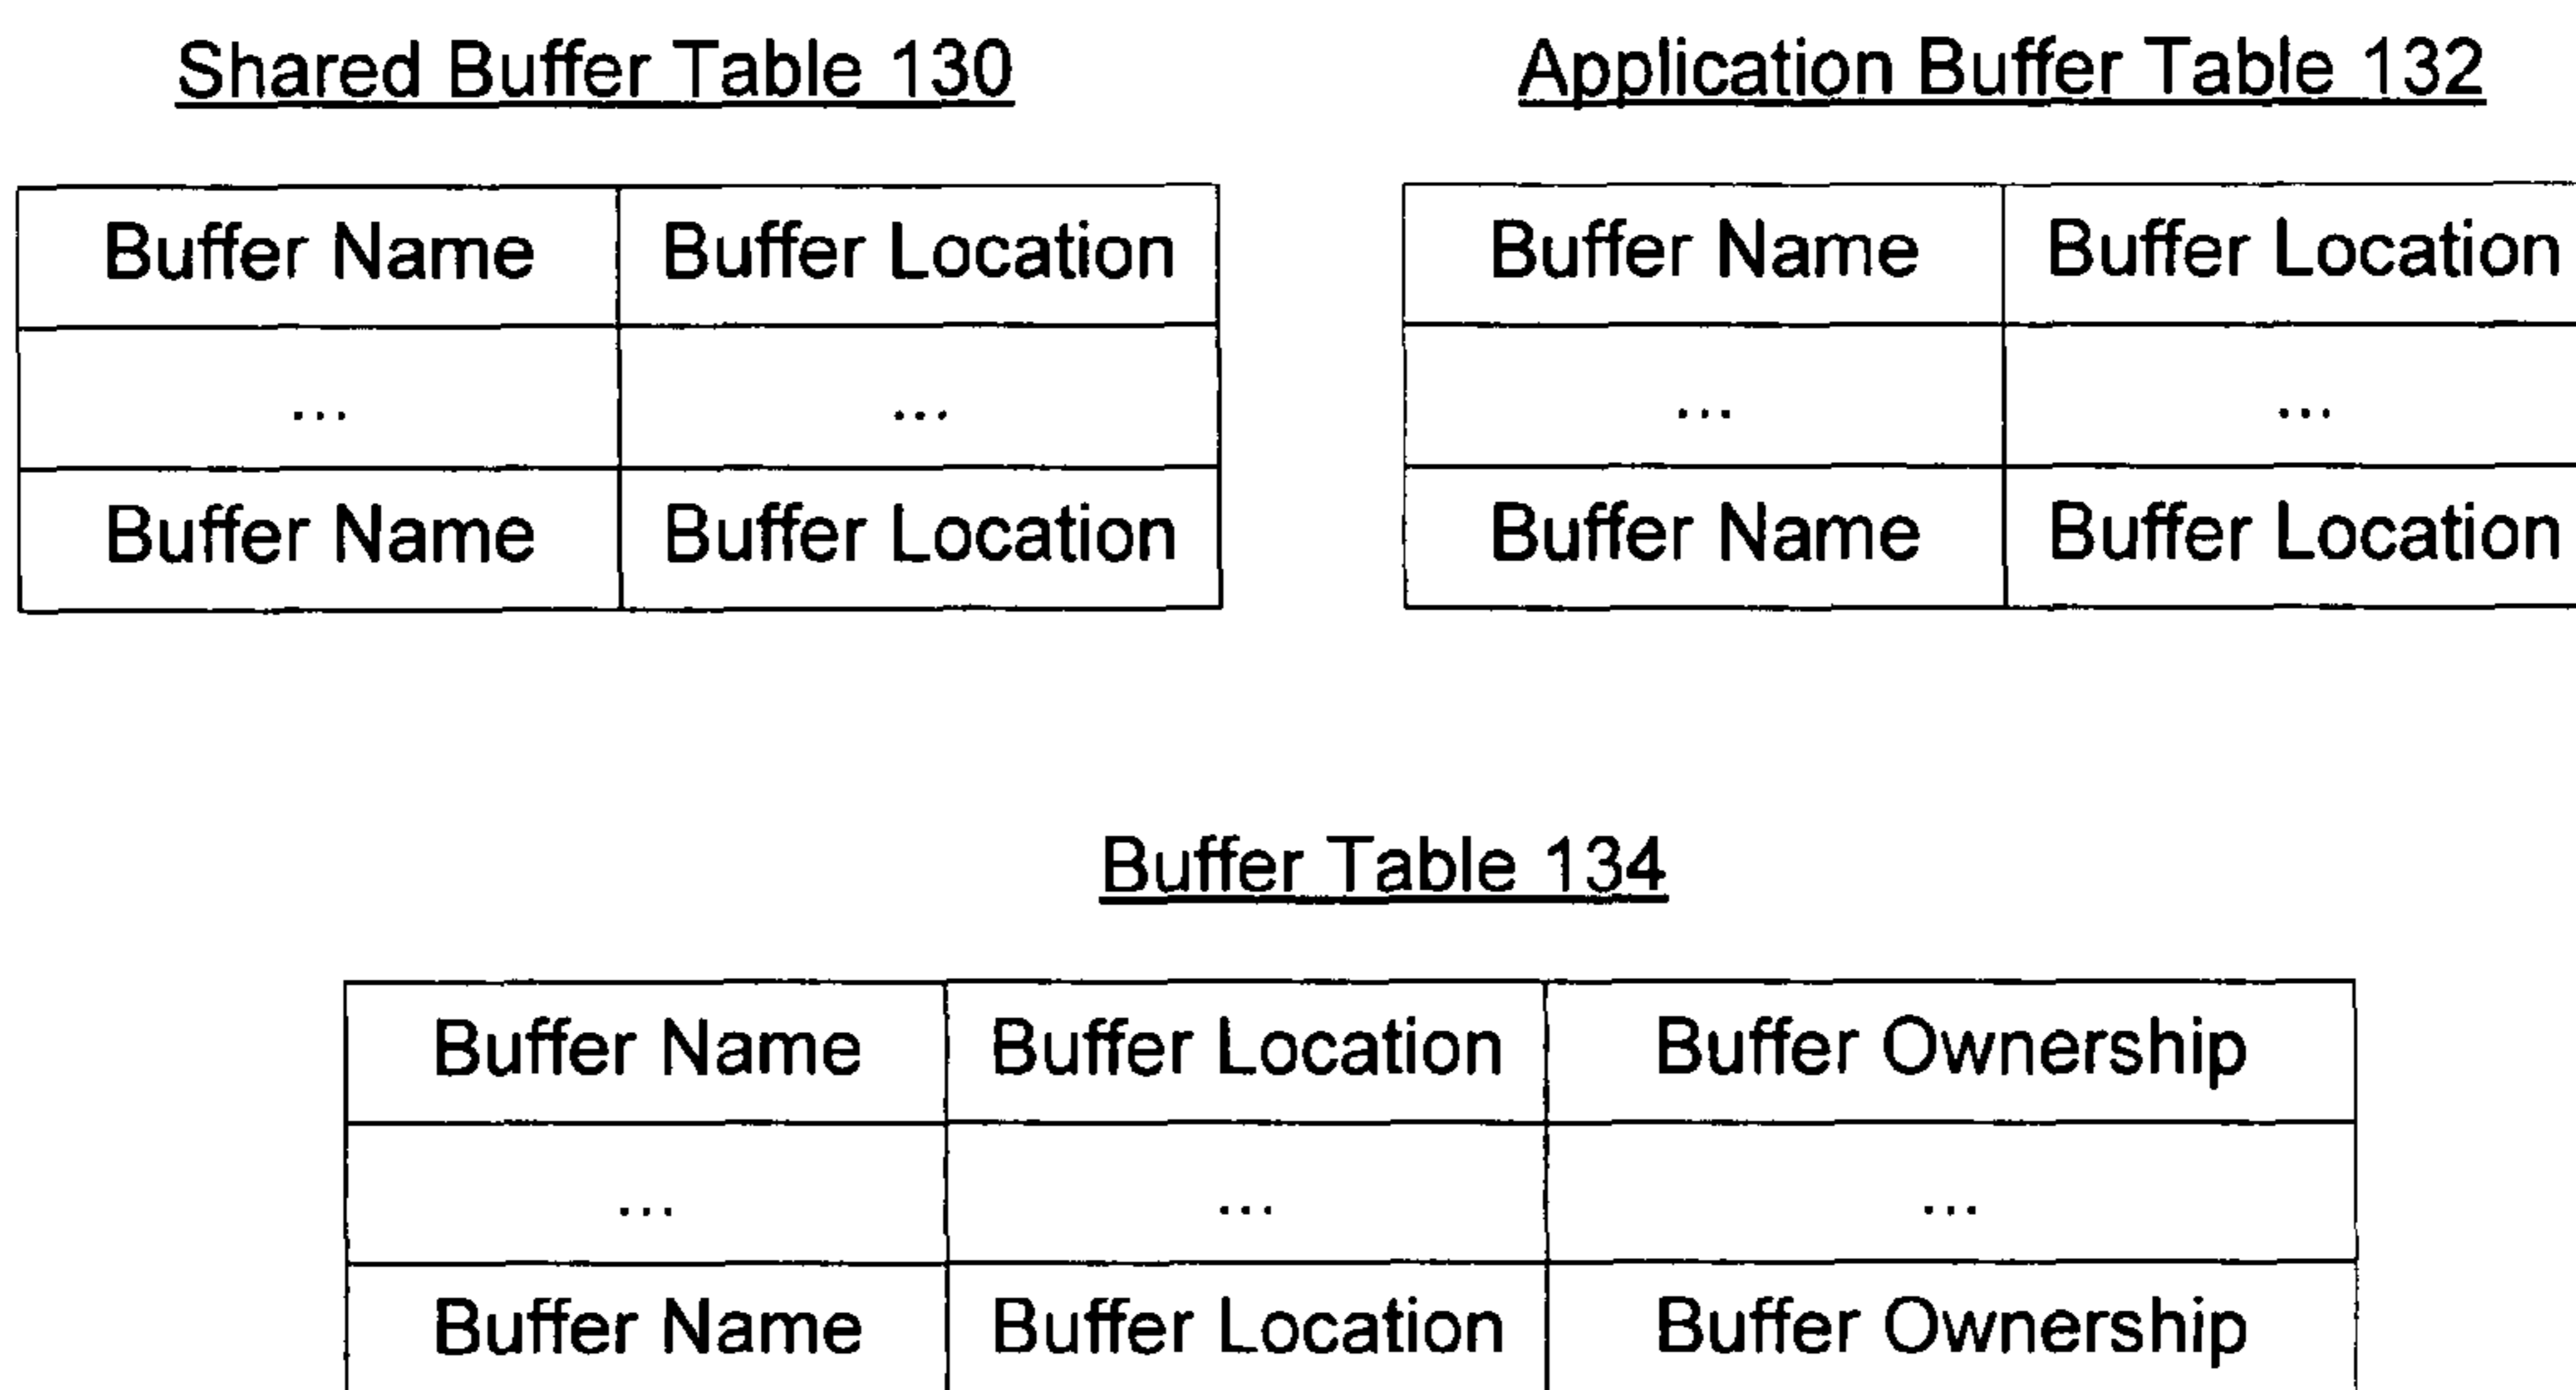 Shared Buffer Table 130
Buffer Name Buffer Location
... ...
Buffer Name Buffer Location
Application Buffer Table 132
Buffer Name Buffer Location
... ...
Buffer Name Buffer Location
Buffer Table 134
Buffer Name Buffer Location Buffer Ownership
... ... ...
Buffer Name Buffer Location Buffer Ownership